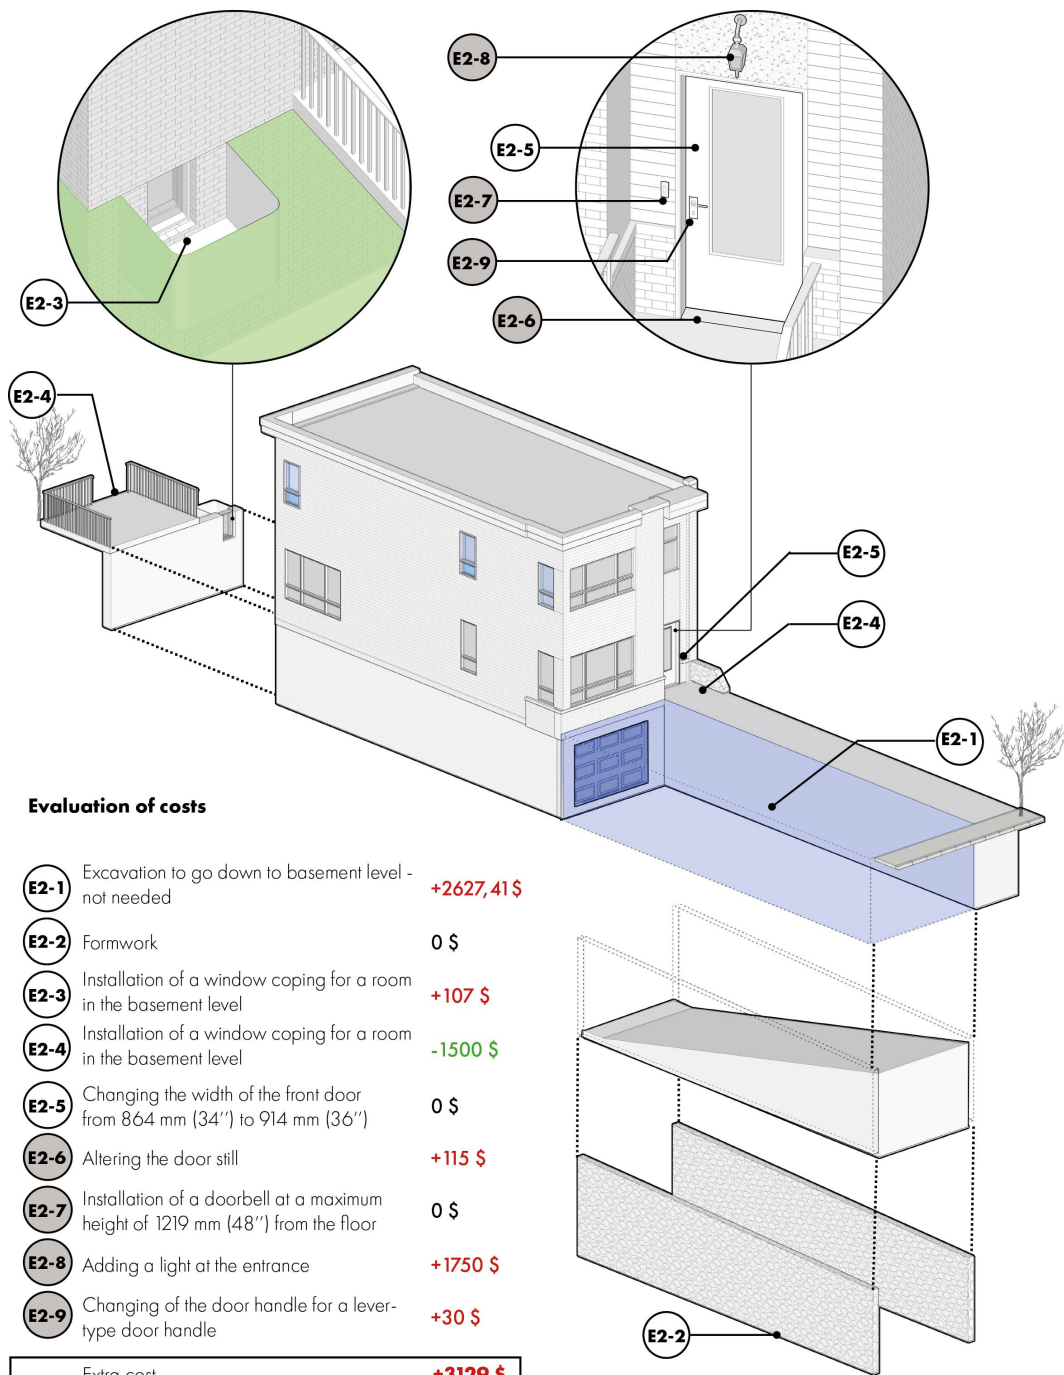 E2-8
E2-5
E2-7
E2-9
E2-6
E2-3
E2-4
E2-5
E2-4
E2-1
Evaluation of costs
E2-1 Excavation to go down to basement level - +2627,41 $
not needed
E2-2 Formwork 0 $
E2-3 Installation of a window coping for a room +107 $
in the basement level
E2-4 Installation of a window coping for a room -1500 $
in the basement level
E2-5 Changing the width of the front door 0 $
from 864 mm (34'') to 914 mm (36'')
E2-6 Altering the door still +115 $
E2-7 Installation of a doorbell at a maximum 0 $
height of 1219 mm (48'') from the floor
E2-8 Adding a light at the entrance +1750 $
E2-9 Changing of the door handle for a lever- +30 $
type door handle
E2-2
Extra cost +3129 $